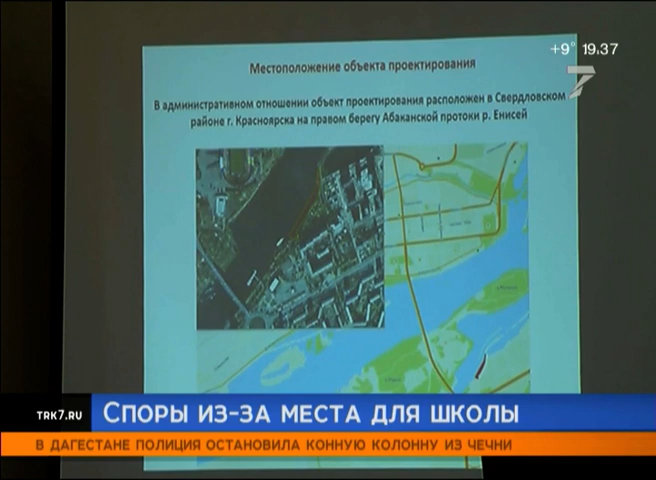 +9° 19.37
7
Местоположение объекта проектирования
В административном отношении объект проектирования расположен в Свердловском
районе г. Красноярска на правом берегу Абаканской протоки р. Енисей
TRK7.RU
СПОРЫ ИЗ-ЗА МЕСТА ДЛЯ ШКОЛЫ
В ДАГЕСТАНЕ ПОЛИЦИЯ ОСТАНОВИЛА КОННУЮ КОЛОННУ ИЗ ЧЕЧНИ